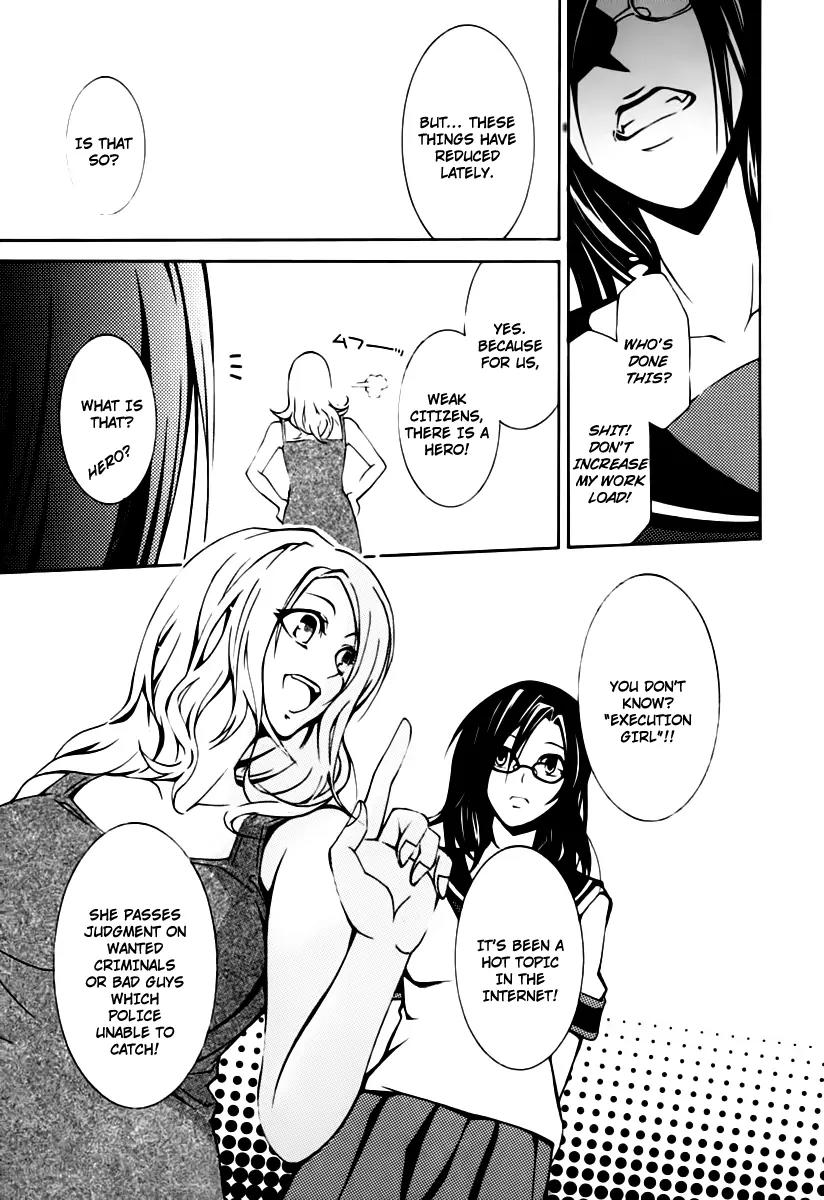 WHO'S
DONE
THIS?
SHIT!
DON'T
INCREASE
MY WORK
LOAD!
BUT... THESE
THINGS HAVE
REDUCED
LATELY.
IS THAT
SO?
YES.
BECAUSE
FOR US,
WEAK
CITIZENS,
THERE IS A
HERO!
ムフー
WHAT IS
THAT?
HERO?
YOU DON'T
KNOW?
"EXECUTION
GIRL"!!
IT'S BEEN A
HOT TOPIC
IN THE
INTERNET!
SHE PASSES
JUDGMENT ON
WANTED
CRIMINALS
OR BAD GUYS
WHICH
POLICE
UNABLE TO
CATCH!